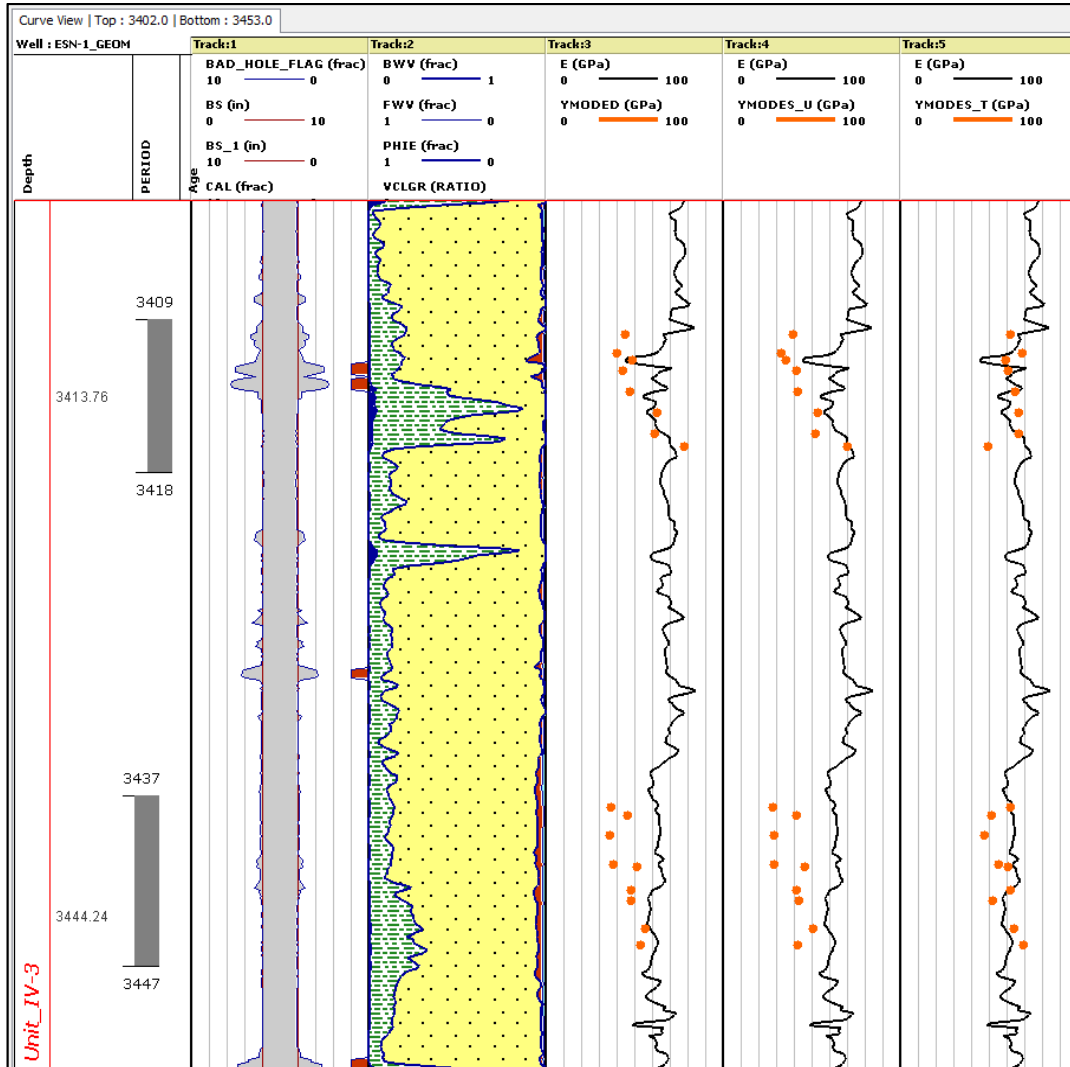 Curve View | Top : 3402.0 | Bottom : 3453.0
Well : ESN-1_GEOM
Depth
PERIOD
Age
Track:1
BAD_HOLE_FLAG (frac)
10 0
BS (in)
0 10
BS_1 (in)
10 0
CAL (frac)
Track:2
BWV (frac)
0 1
FWV (frac)
1 0
PHIE (frac)
1 0
VCLGR (RATIO)
Track:3
E (GPa)
0 100
YMODED (GPa)
0 100
Track:4
E (GPa)
0 100
YMODES_U (GPa)
0 100
Track:5
E (GPa)
0 100
YMODES_T (GPa)
0 100
3409
3413.76
3418
3437
3444.24
3447
Unit_IV-3